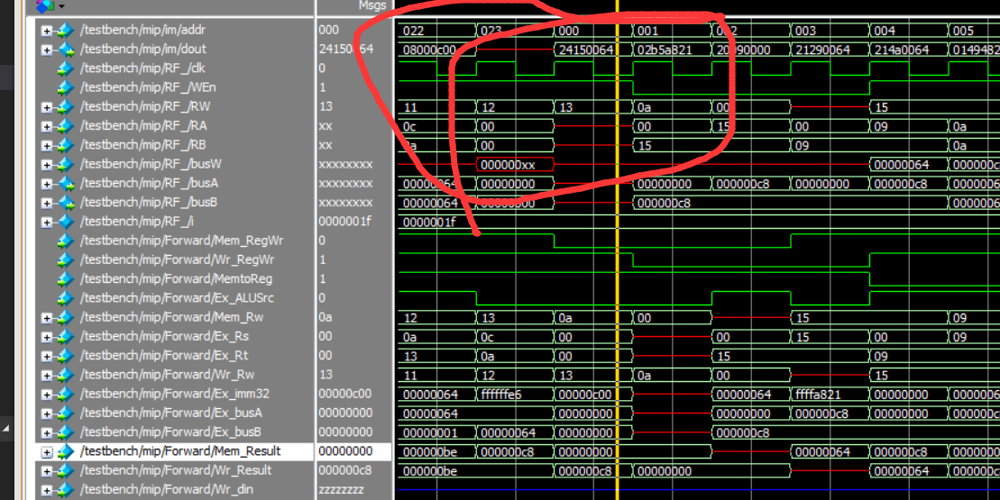 Msgs
/testbench/mip/im/addr 000 022 023 000 001 002 003 004 005
/testbench/mip/im/dout 08000c00 24150064 02b5a821 21290000 214a0064 0149482
/testbench/mip/RF_/clk 0
/testbench/mip/RF_/WEn 1
/testbench/mip/RF_/RW 13 11 12 13 0a 00 15
/testbench/mip/RF_/RA xx 0c 00 00 15 00 09 0a
/testbench/mip/RF_/RB xx 0a 00 15 09 0a
/testbench/mip/RF_/busW xxxxxxxx 000000xx 00000064 000000c
/testbench/mip/RF_/busA xxxxxxxx 00000064 00000000 00000000 000000c8 00000000 000000c8 0000006
/testbench/mip/RF_/busB xxxxxxxx 00000064 000000c8 0000006
/testbench/mip/RF_/i 0000001f 0000001f
/testbench/mip/Forward/Mem_RegWr 0
/testbench/mip/Forward/Wr_RegWr 1
/testbench/mip/Forward/MemtoReg 1
/testbench/mip/Forward/Ex_ALUSrc 0
/testbench/mip/Forward/Mem_Rw 0a 12 13 0a 00 15 09
/testbench/mip/Forward/Ex_Rs 00 0a 0c 00 00 15 00 09
/testbench/mip/Forward/Ex_Rt 00 13 0a 00 15 09
/testbench/mip/Forward/Wr_Rw 13 11 12 13 0a 00 15
/testbench/mip/Forward/Ex_imm32 00000c00 00000064 ffffffe6 00000c00 00000064 ffffa821 00000000 0000006
/testbench/mip/Forward/Ex_busA 00000000 00000064 00000000 00000000 000000c8 00000000 000000c
/testbench/mip/Forward/Ex_busB 00000000 00000001 00000064 00000000 000000c8
/testbench/mip/Forward/Mem_Result 00000000 000000be 000000c8 00000000 00000064 000000c8 0000000
/testbench/mip/Forward/Wr_Result 000000c8 000000be 000000c8 00000000 00000064 000000c
/testbench/mip/Forward/Wr_din zzzzzzzz